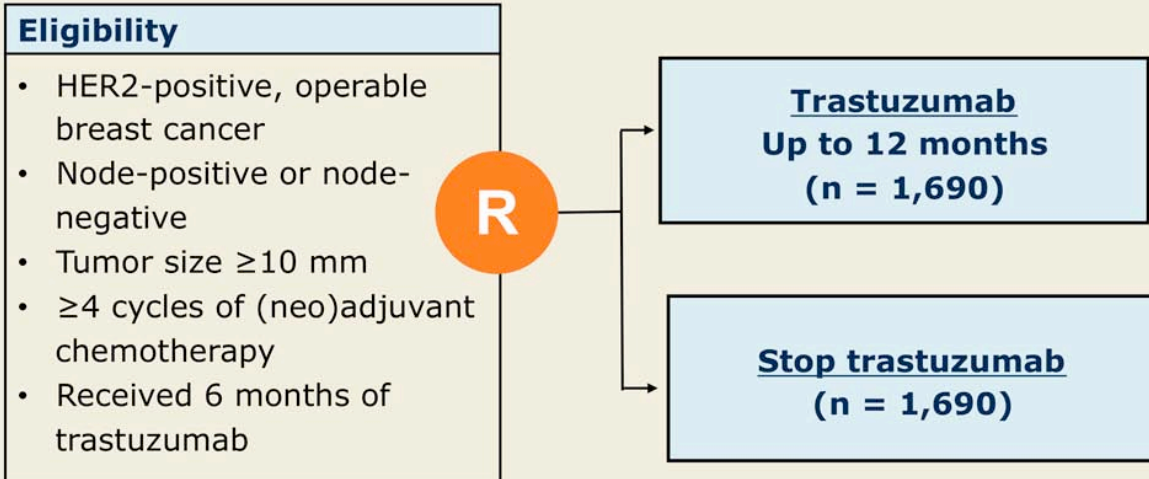 Eligibility
• HER2-positive, operable
breast cancer
• Node-positive or node-
negative
• Tumor size ≥10 mm
• ≥4 cycles of (neo)adjuvant
chemotherapy
• Received 6 months of
trastuzumab
R
Trastuzumab
Up to 12 months
(n = 1,690)
Stop trastuzumab
(n = 1,690)